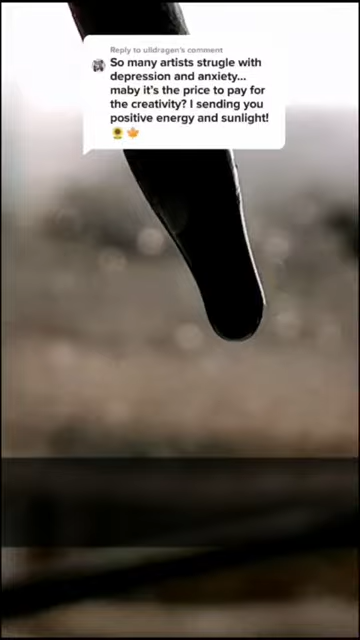 Reply to ulldragen's comment
So many artists strugle with
depression and anxiety...
maby it's the price to pay for
the creativity? I sending you
positive energy and sunlight!
🌻🍁